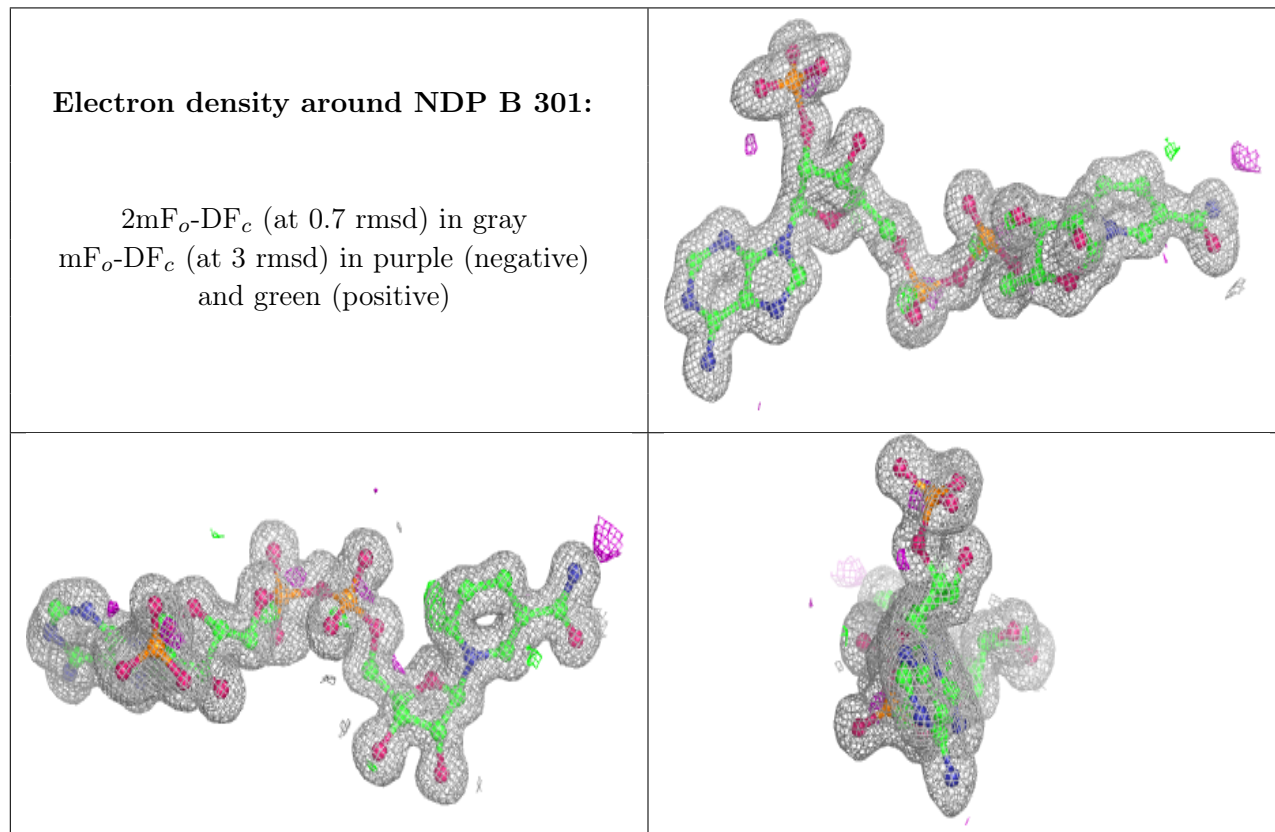 Electron density around NDP B 301:
2mFo-DFc (at 0.7 rmsd) in gray
mFo-DFc (at 3 rmsd) in purple (negative)
and green (positive)